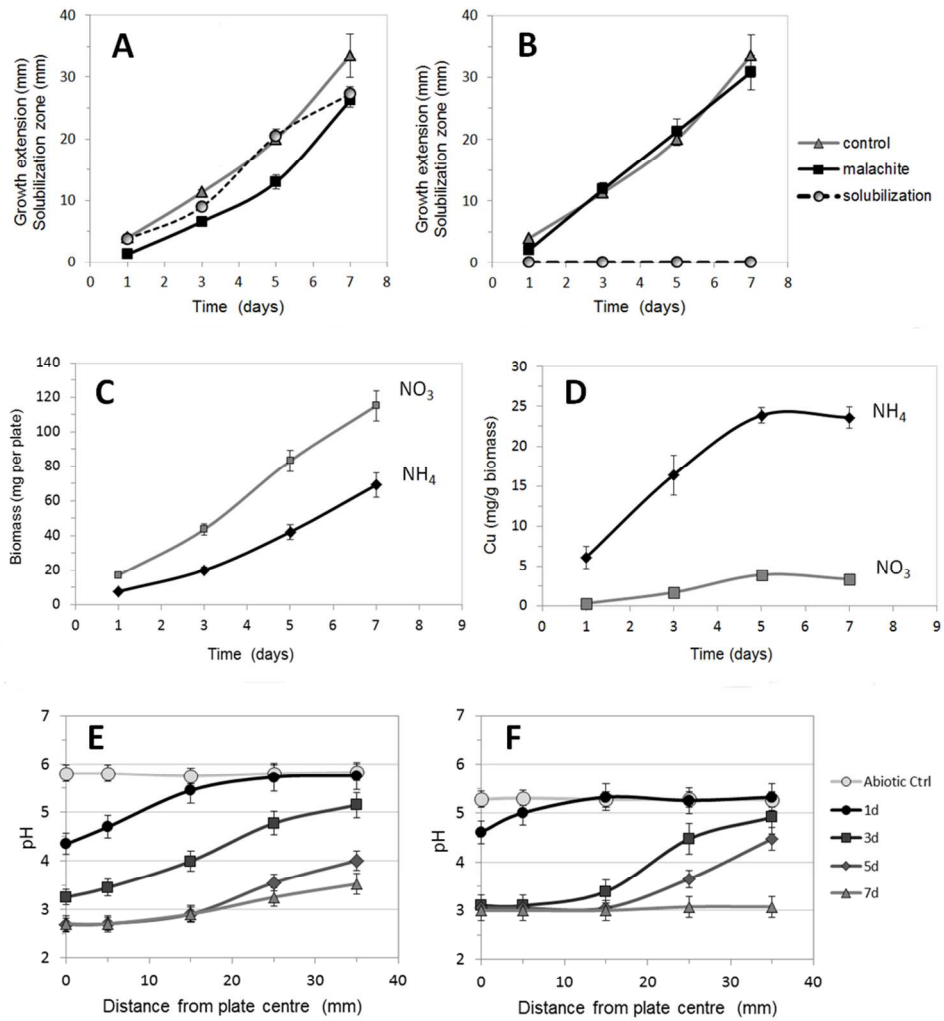 A
Growth extension (mm)
Solubilization zone (mm)
40
30
20
10
0
0 1 2 3 4 5 6 7 8
Time (days)
B
Growth extension (mm)
Solubilization zone (mm)
40
30
20
10
0
0 1 2 3 4 5 6 7 8
Time (days)
control
malachite
solubilization
C
Biomass (mg per plate)
140
120
100
80
60
40
20
0
NO3
NH4
0 1 2 3 4 5 6 7 8 9
Time (days)
D
Cu (mg/g biomass)
30
25
20
15
10
5
0
NH4
NO3
0 1 2 3 4 5 6 7 8 9
Time (days)
E
pH
7
6
5
4
3
2
0 10 20 30 40
Distance from plate centre (mm)
F
pH
7
6
5
4
3
2
0 10 20 30 40
Distance from plate centre (mm)
Abiotic Ctrl
1d
3d
5d
7d